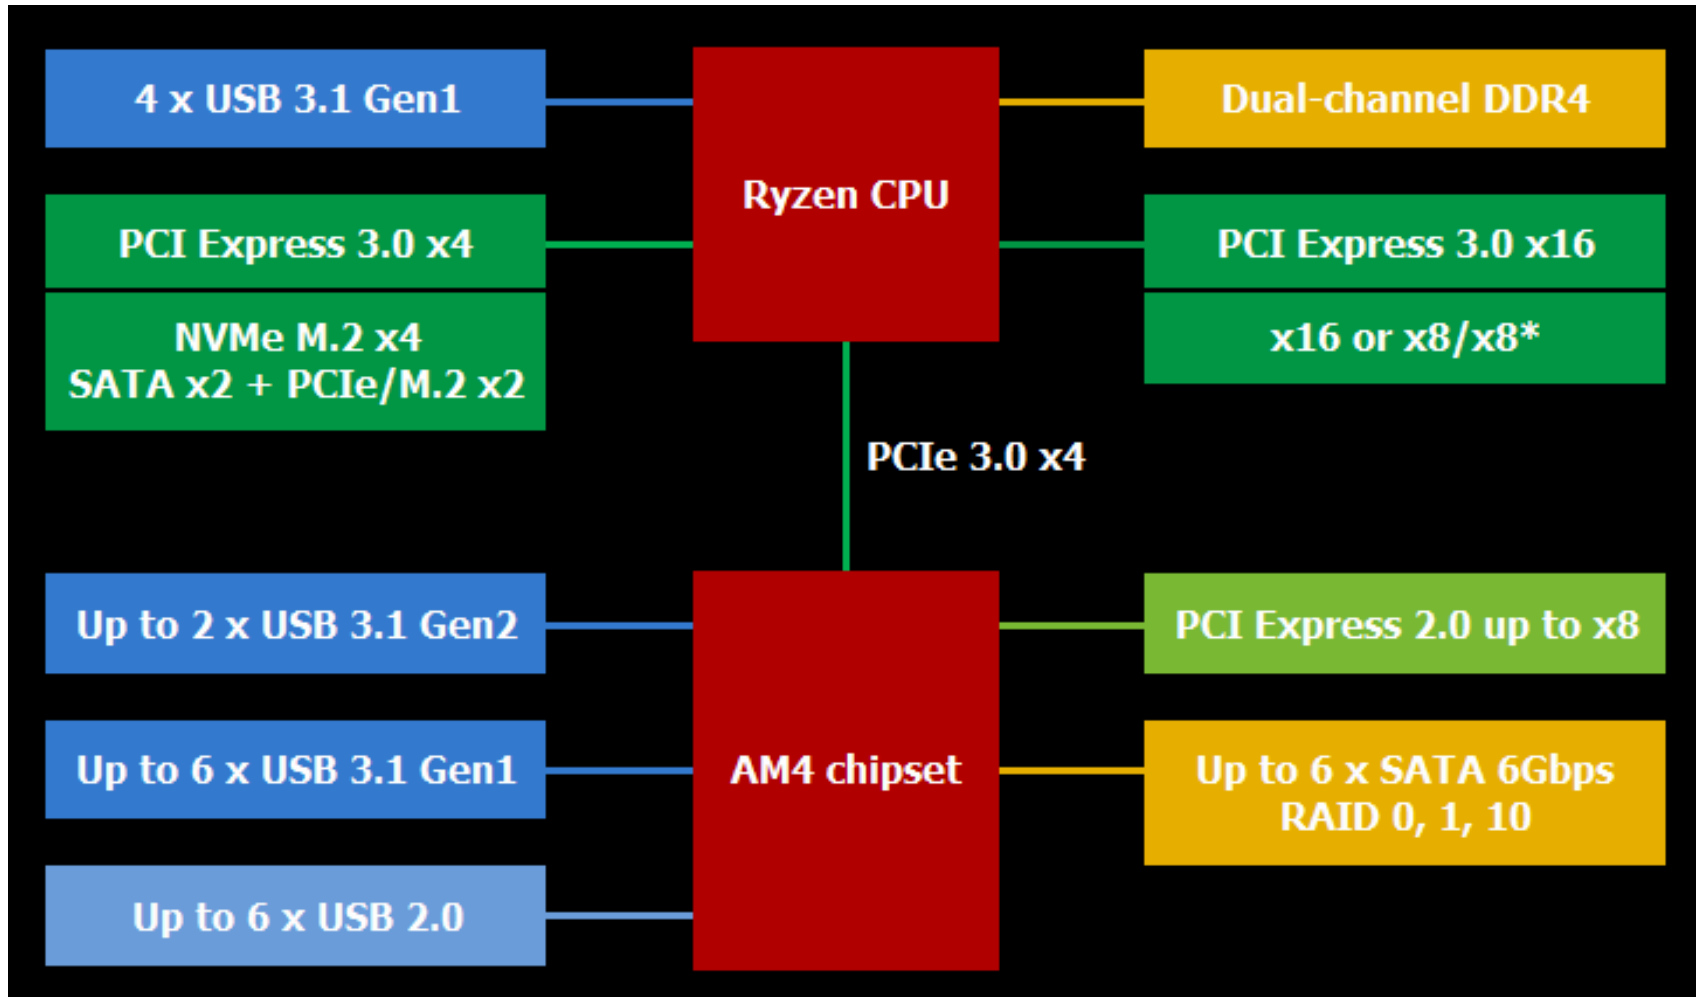 4 x USB 3.1 Gen1
Ryzen CPU
Dual-channel DDR4
PCI Express 3.0 x4
NVMe M.2 x4
SATA x2 + PCIe/M.2 x2
PCI Express 3.0 x16
x16 or x8/x8*
PCIe 3.0 x4
Up to 2 x USB 3.1 Gen2
Up to 6 x USB 3.1 Gen1
Up to 6 x USB 2.0
AM4 chipset
PCI Express 2.0 up to x8
Up to 6 x SATA 6Gbps
RAID 0, 1, 10